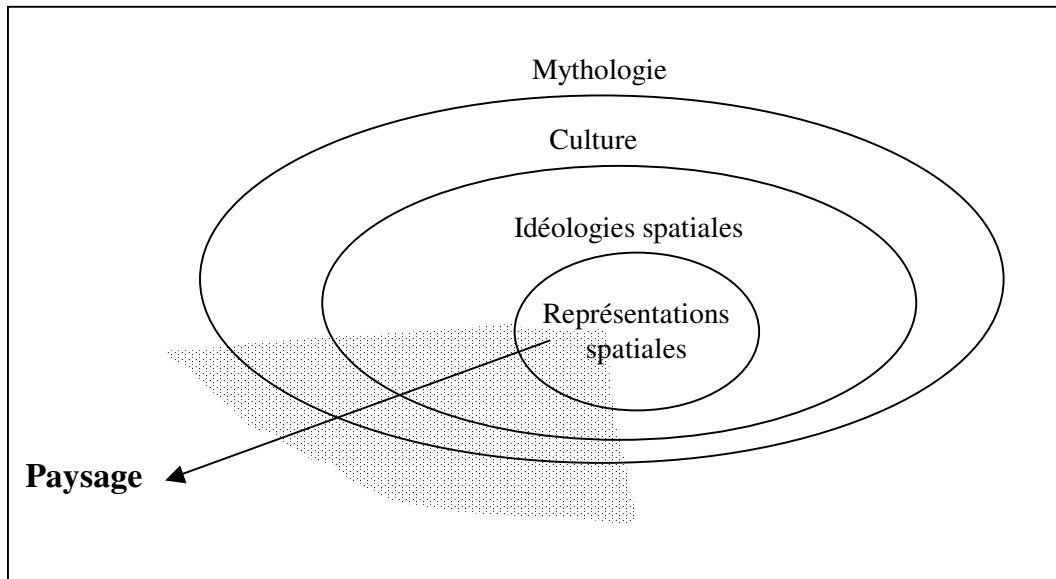 Mythologie
Culture
Idéologies spatiales
Représentations
spatiales
Paysage